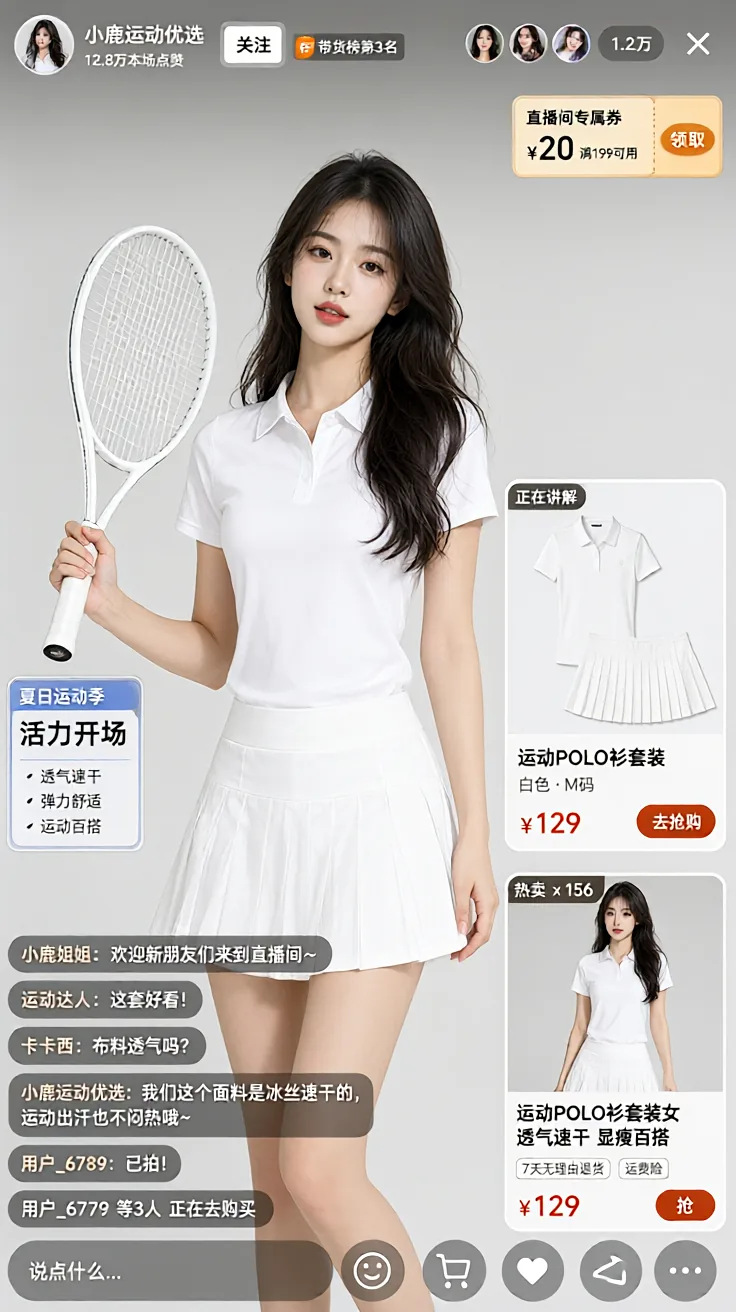 小鹿运动优选
12.8万本场点赞
关注
带货榜第3名
1.2万
直播间专属券
¥20 满199可用
领取
正在讲解
运动POLO衫套装
白色 · M码
¥129
去抢购
夏日运动季
活力开场
透气速干
弹力舒适
运动百搭
热卖 x156
运动POLO衫套装女
透气速干 显瘦百搭
7天无理由退货
运费险
¥129
抢
小鹿姐姐：欢迎新朋友们来到直播间~
运动达人：这套好看！
卡卡西：布料透气吗？
小鹿运动优选：我们这个面料是冰丝速干的，
运动出汗也不闷热哦~
用户_6789：已拍！
用户_6779 等3人 正在去购买
说点什么...